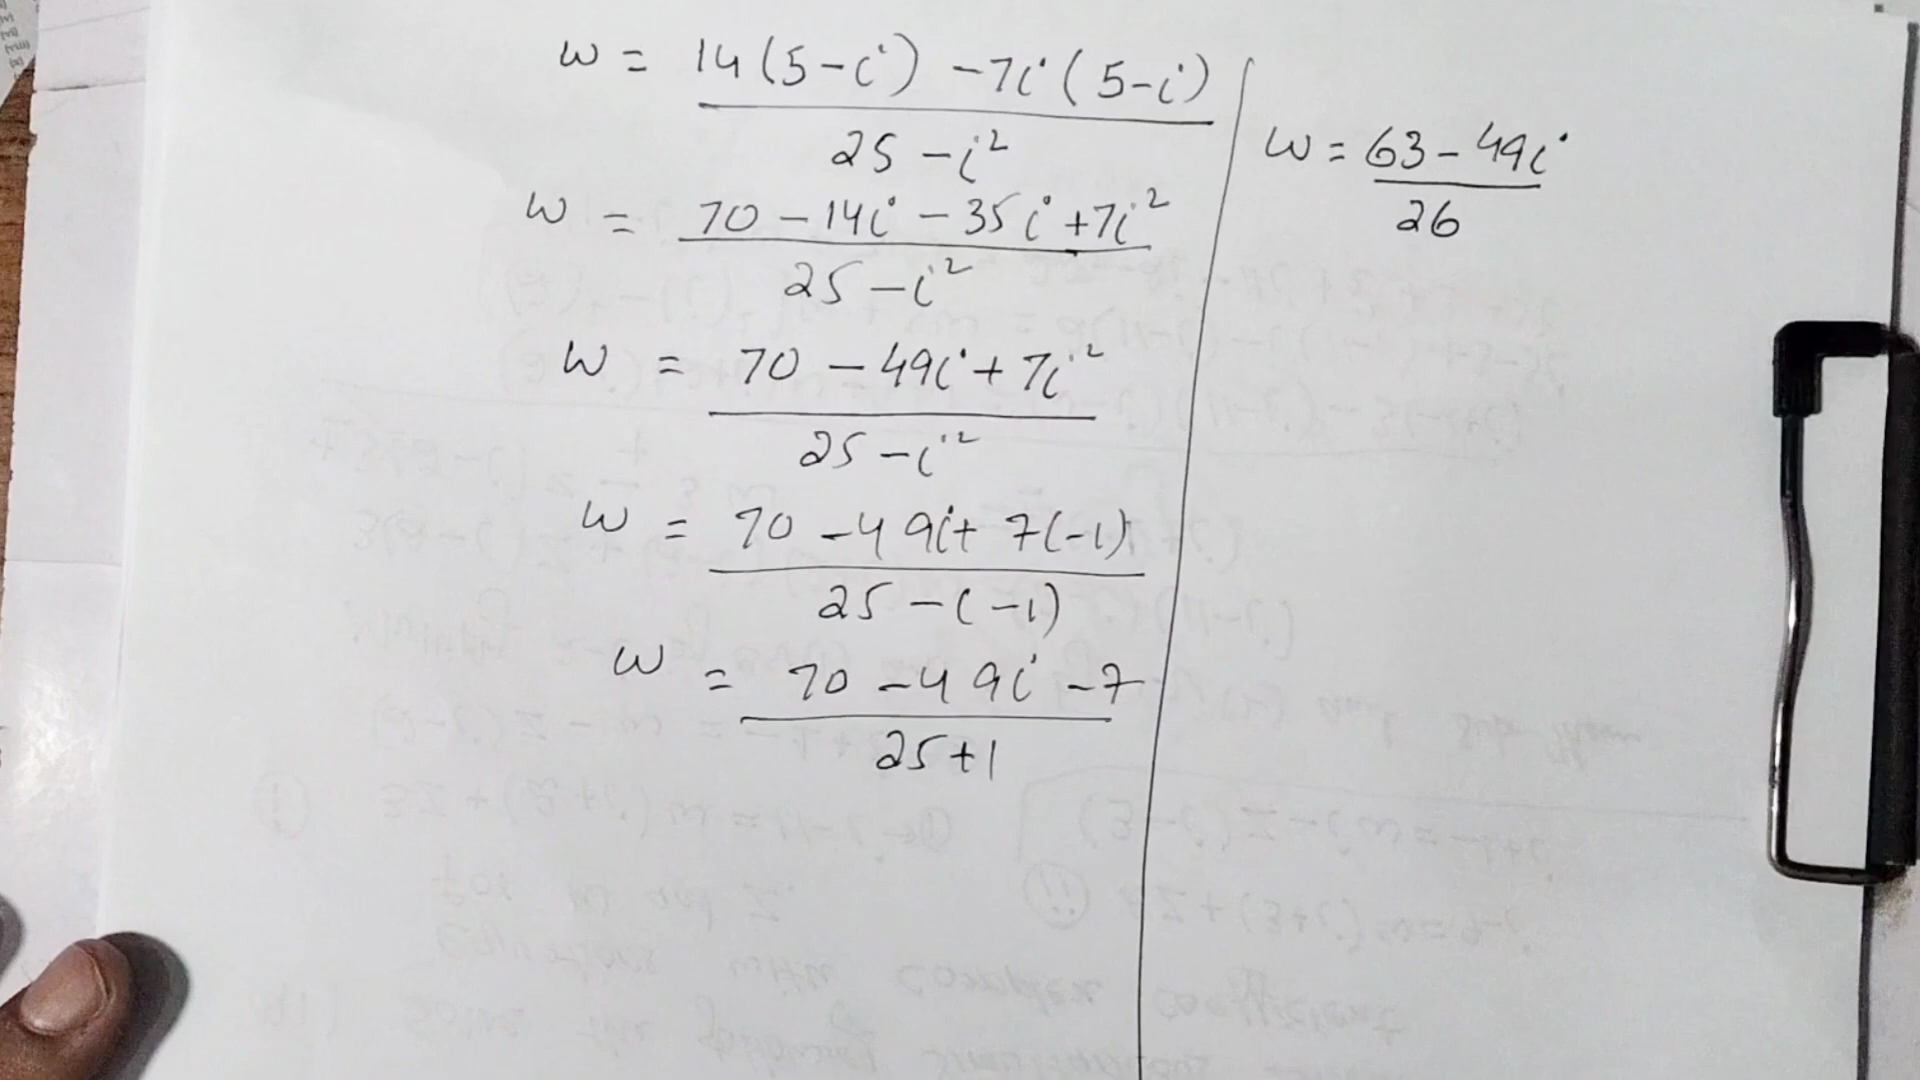 w = 14(5-i) -7i(5-i)
25 - i²
w = 70 - 14i - 35i + 7i²
25 - i²
w = 70 - 49i + 7i²
25 - i²
w = 70 - 49i + 7(-1)
25 - (-1)
w = 70 - 49i - 7
25+1
w = 63 - 49i
26